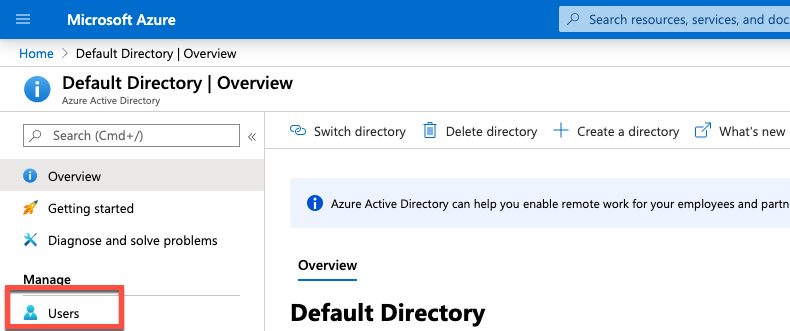 Microsoft Azure
Search resources, services, and doc
Home > Default Directory | Overview
Default Directory | Overview
Azure Active Directory
Search (Cmd+/)
Switch directory Delete directory Create a directory What's new
Overview
Getting started
Diagnose and solve problems
Manage
Users
Azure Active Directory can help you enable remote work for your employees and partne
Overview
Default Directory